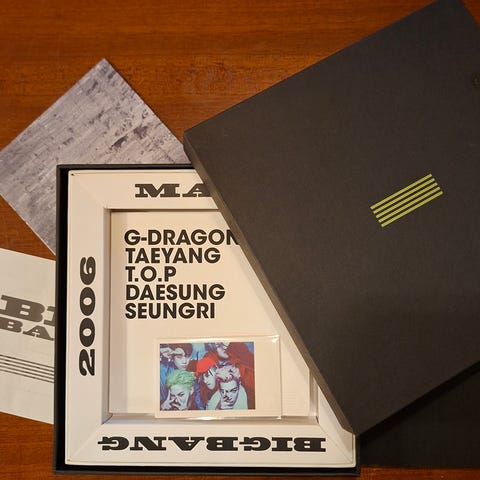 MA
G-DRAGON
TAEYANG
T.O.P
DAESUNG
SEUNGRI
2006
BIGBANG